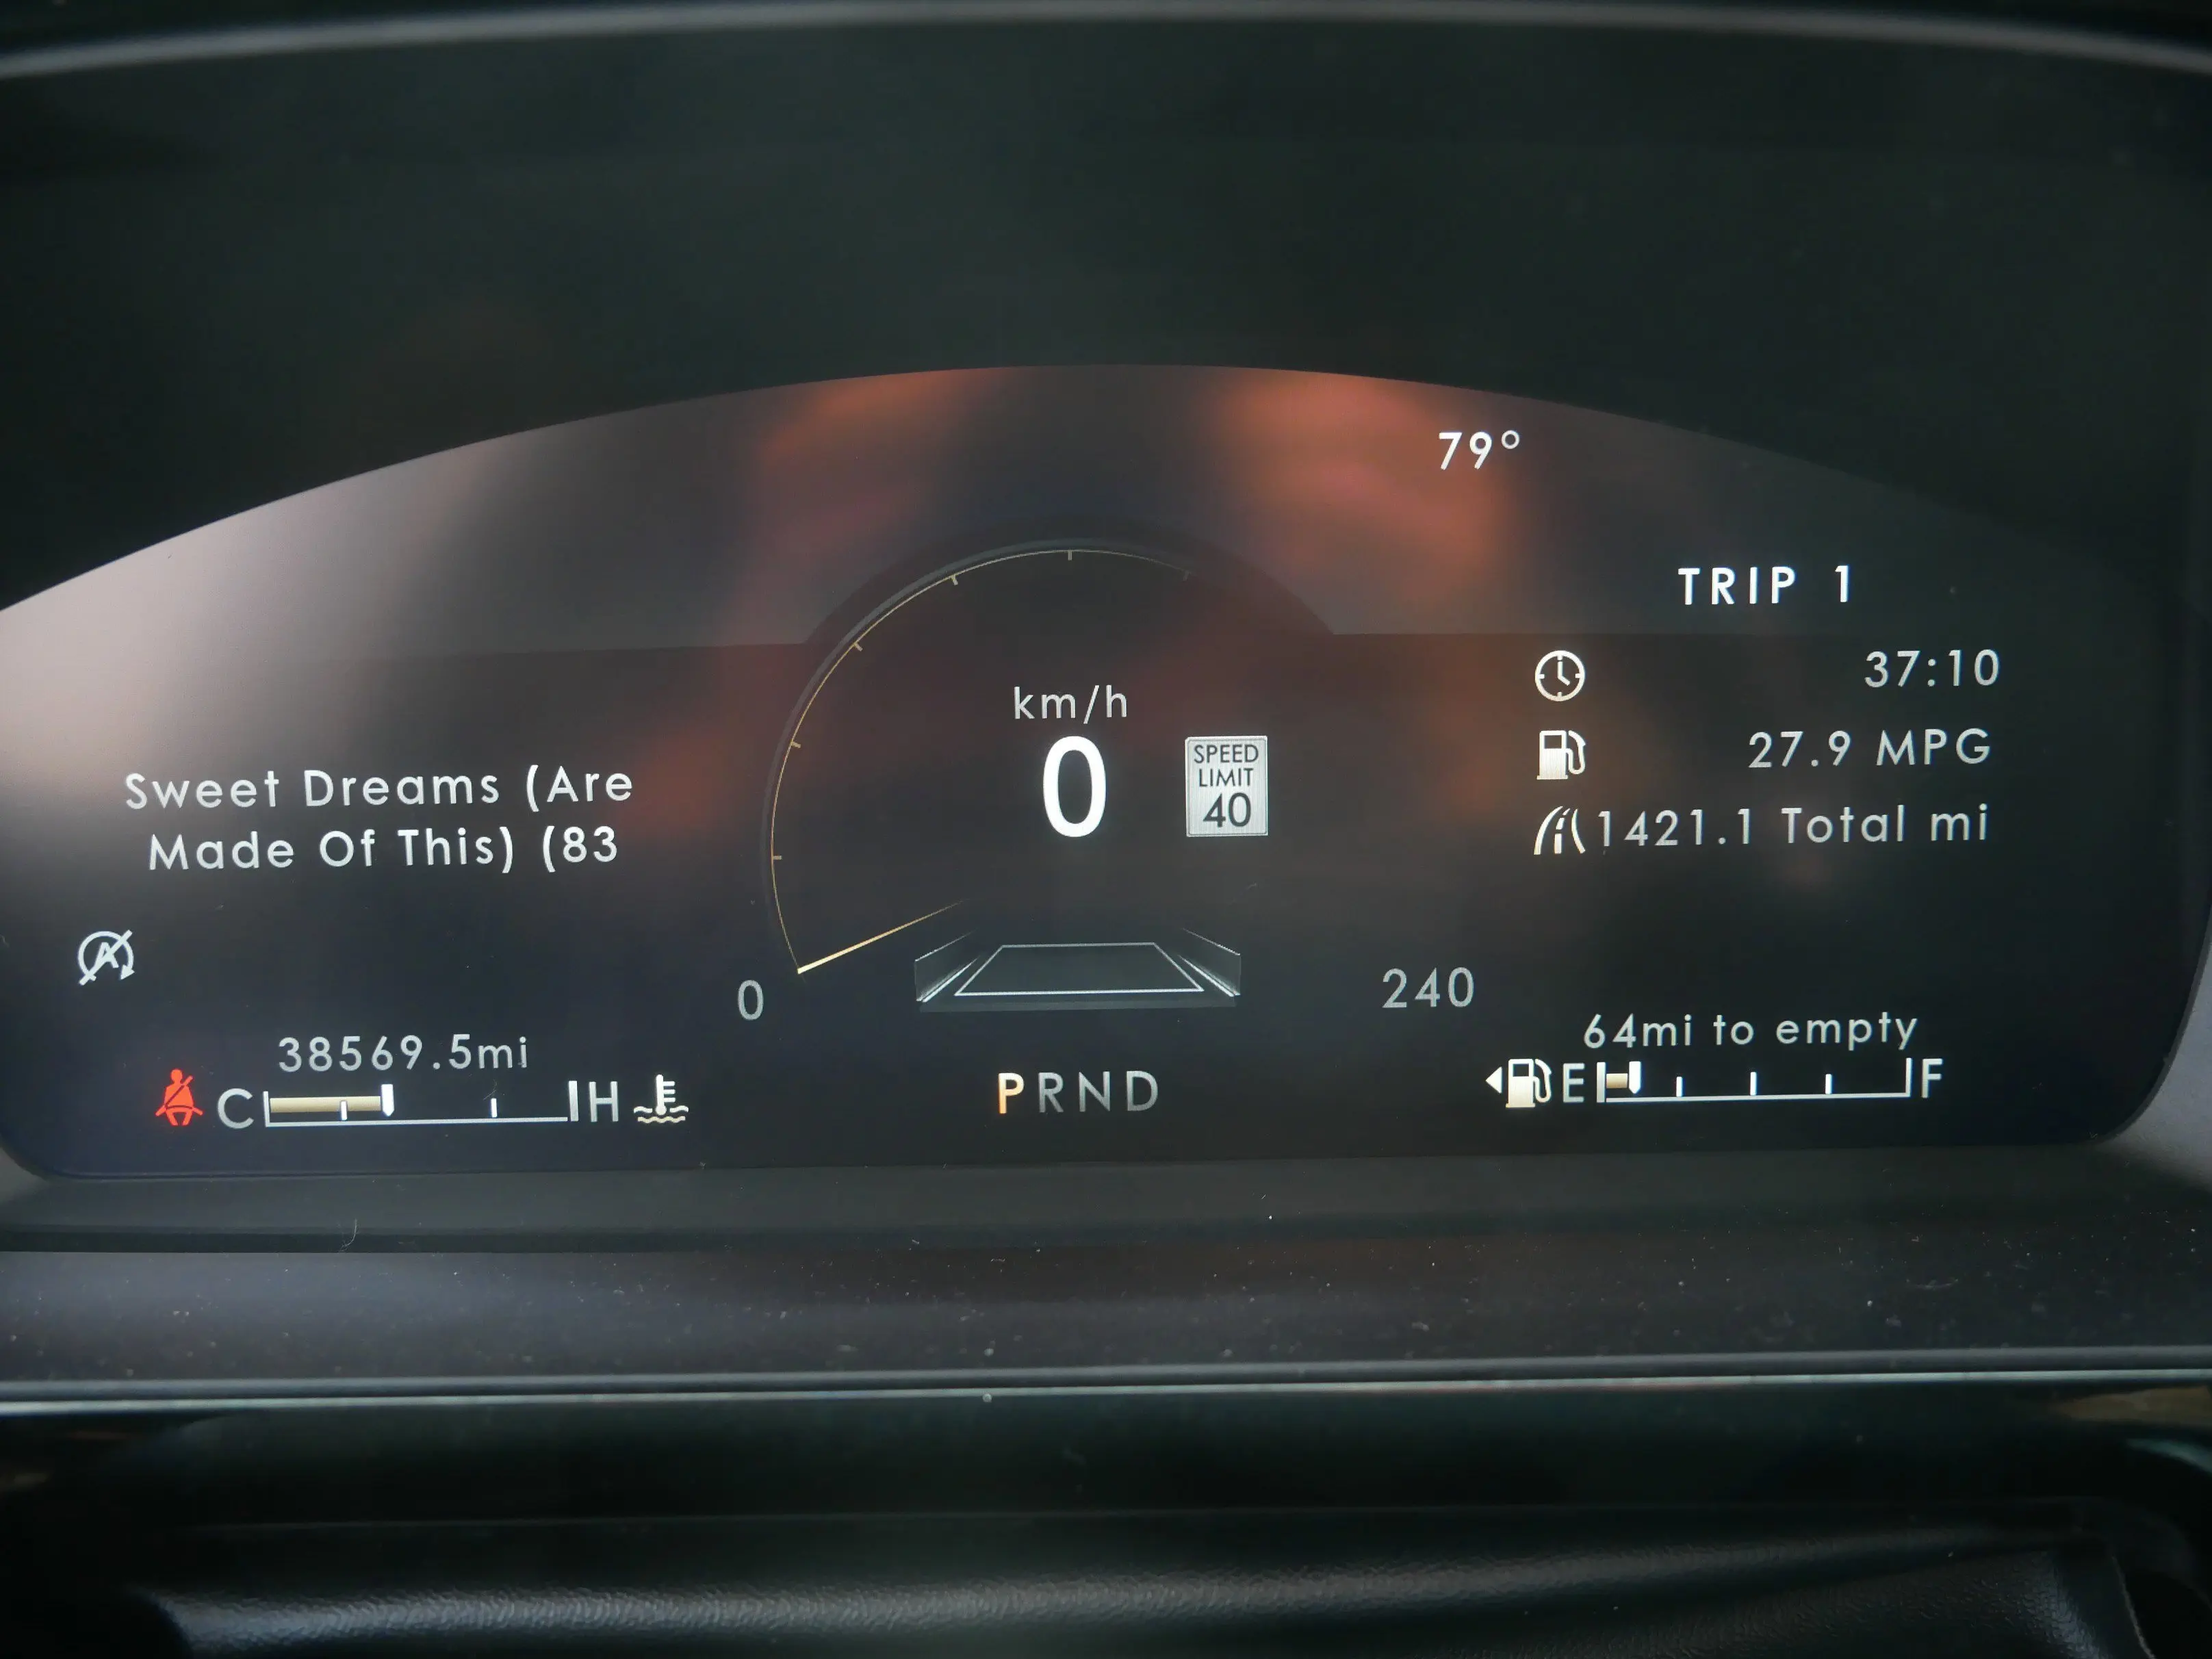 79°
TRIP 1
37:10
27.9 MPG
1421.1 Total mi
km/h
0
SPEED
LIMIT
40
Sweet Dreams (Are
Made Of This) (83
A
0
240
38569.5mi
C H
PRND
64mi to empty
E F